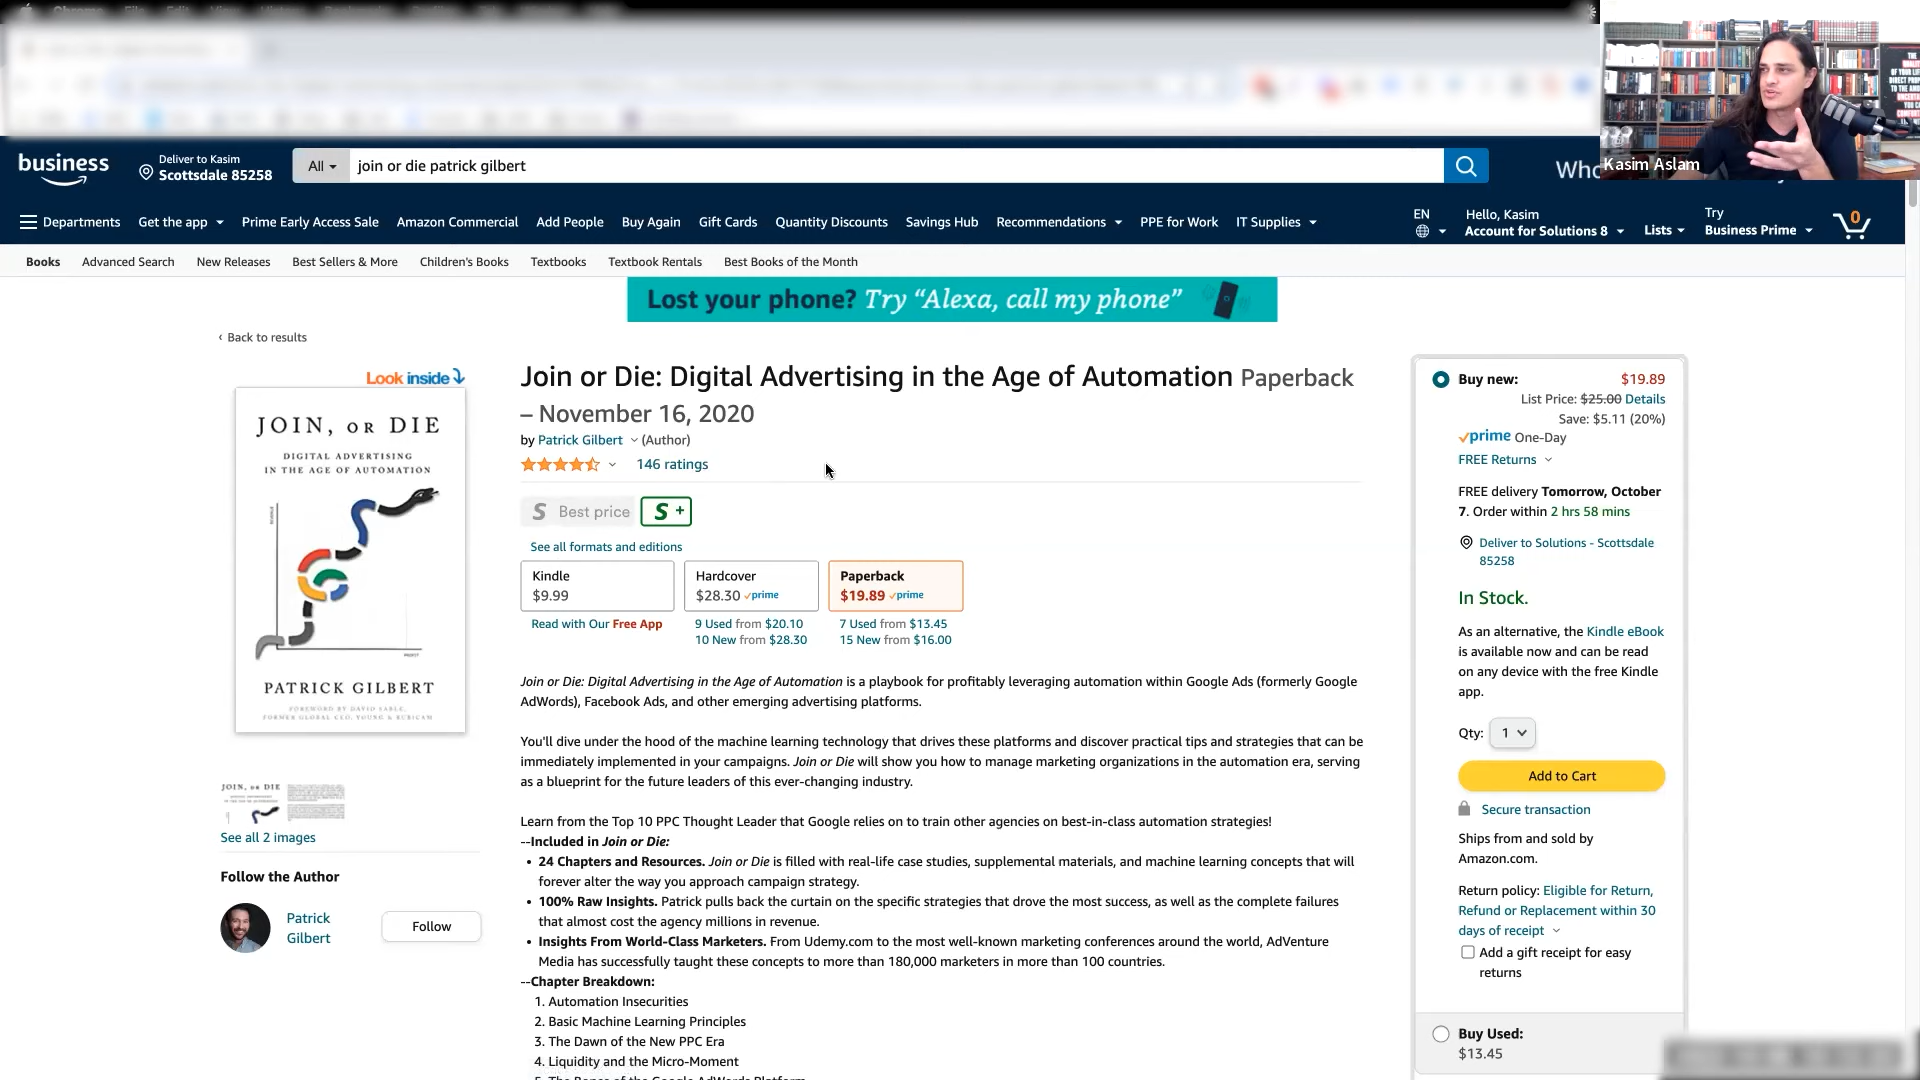 Kasim Aslam
business
Deliver to Kasim
Scottsdale 85258
All
join or die patrick gilbert
Departments
Get the app
Prime Early Access Sale
Amazon Commercial
Add People
Buy Again
Gift Cards
Quantity Discounts
Savings Hub
Recommendations
PPE for Work
IT Supplies
EN
Hello, Kasim
Account for Solutions 8
Lists
Try
Business Prime
0
Books
Advanced Search
New Releases
Best Sellers & More
Children's Books
Textbooks
Textbook Rentals
Best Books of the Month
Lost your phone? Try “Alexa, call my phone”
‹ Back to results
Look inside
JOIN, OR DIE
DIGITAL ADVERTISING
IN THE AGE OF AUTOMATION
PATRICK GILBERT
FOREWORD BY DAVID SABLE,
FORMER GLOBAL CEO, YOUNG & RUBICAM
See all 2 images
Follow the Author
Patrick
Gilbert
Follow
Join or Die: Digital Advertising in the Age of Automation Paperback
– November 16, 2020
by Patrick Gilbert (Author)
146 ratings
S Best price
S +
See all formats and editions
Kindle
$9.99
Read with Our Free App
Hardcover
$28.30 prime
9 Used from $20.10
10 New from $28.30
Paperback
$19.89 prime
7 Used from $13.45
15 New from $16.00
Join or Die: Digital Advertising in the Age of Automation is a playbook for profitably leveraging automation within Google Ads (formerly Google
AdWords), Facebook Ads, and other emerging advertising platforms.
You'll dive under the hood of the machine learning technology that drives these platforms and discover practical tips and strategies that can be
immediately implemented in your campaigns. Join or Die will show you how to manage marketing organizations in the automation era, serving
as a blueprint for the future leaders of this ever-changing industry.
Learn from the Top 10 PPC Thought Leader that Google relies on to train other agencies on best-in-class automation strategies!
--Included in Join or Die:
• 24 Chapters and Resources. Join or Die is filled with real-life case studies, supplemental materials, and machine learning concepts that will
forever alter the way you approach campaign strategy.
• 100% Raw Insights. Patrick pulls back the curtain on the specific strategies that drove the most success, as well as the complete failures
that almost cost the agency millions in revenue.
• Insights From World-Class Marketers. From Udemy.com to the most well-known marketing conferences around the world, AdVenture
Media has successfully taught these concepts to more than 180,000 marketers in more than 100 countries.
--Chapter Breakdown:
1. Automation Insecurities
2. Basic Machine Learning Principles
3. The Dawn of the New PPC Era
4. Liquidity and the Micro-Moment
Buy new:
$19.89
List Price: $25.00 Details
Save: $5.11 (20%)
prime One-Day
FREE Returns
FREE delivery Tomorrow, October
7. Order within 2 hrs 58 mins
Deliver to Solutions - Scottsdale
85258
In Stock.
As an alternative, the Kindle eBook
is available now and can be read
on any device with the free Kindle
app.
Qty: 1
Add to Cart
Secure transaction
Ships from and sold by
Amazon.com.
Return policy: Eligible for Return,
Refund or Replacement within 30
days of receipt
Add a gift receipt for easy
returns
Buy Used:
$13.45